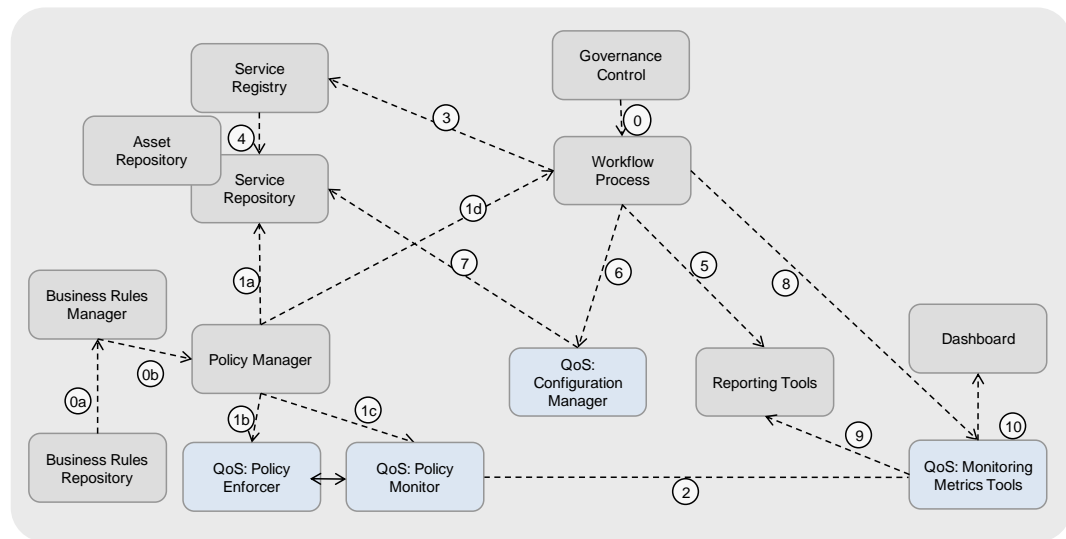 Governance
Control
Service
Registry
3
0
Asset
Repository
4
Workflow
Process
Service
Repository
1d
7
1a
6
5
8
Business Rules
Manager
Policy Manager
0b
QoS:
Configuration
Manager
Reporting Tools
Dashboard
0a
1b
1c
9
10
Business Rules
Repository
QoS: Policy
Enforcer
QoS: Policy
Monitor
2
QoS: Monitoring
Metrics Tools